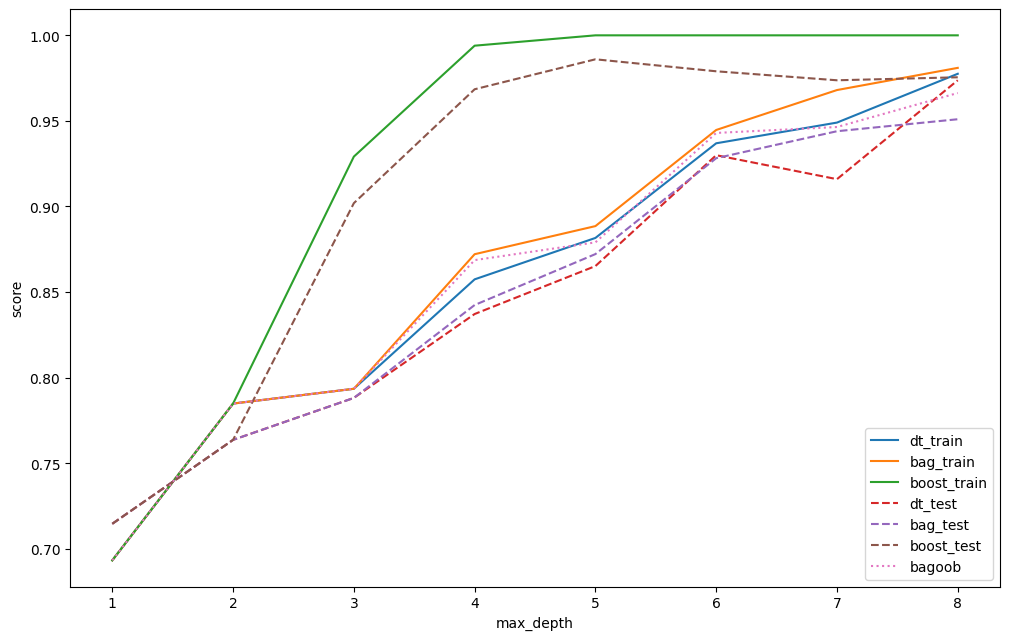 1.00
0.95
0.90
0.85
0.80
0.75
0.70
score
1 2 3 4 5 6 7 8
max_depth
dt_train
bag_train
boost_train
dt_test
bag_test
boost_test
bagoob